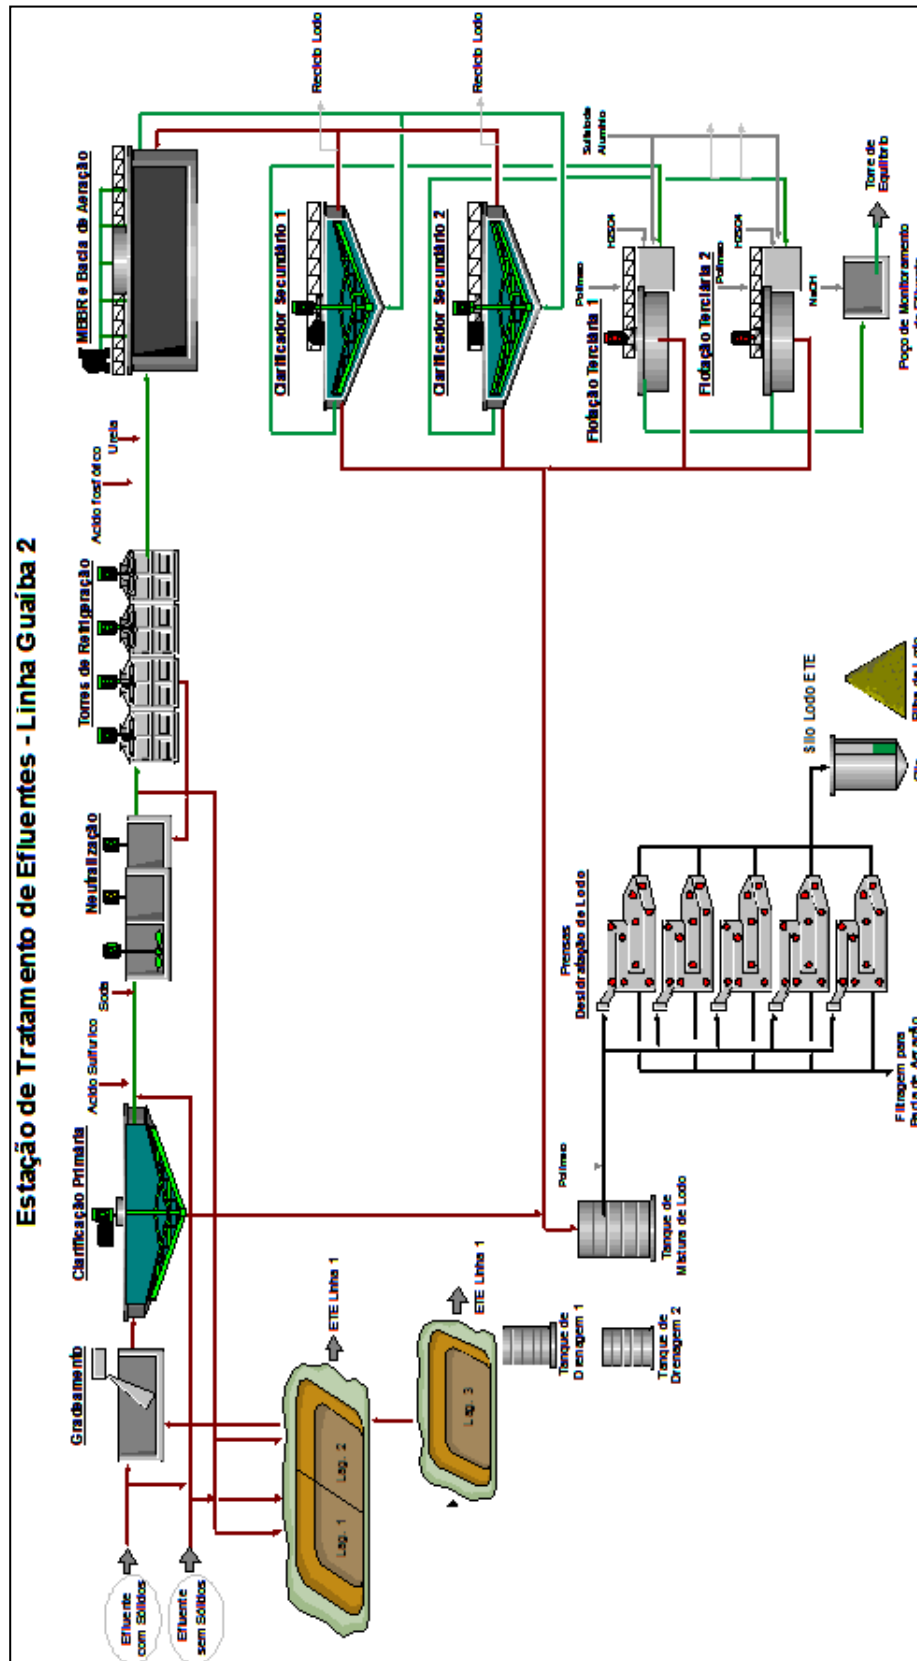 Estação de Tratamento de Efluentes - Linha Guaíba 2
Efluente
com Sólidos
Efluente
sem Sólidos
Gradeamento
Clarificação Primária
Ácido Sulfúrico
Soda
Neutralização
Torres de Refrigeração
Ácido fosfórico
Ureia
MBBR e Bacia de Aeração
Lag. 1
Lag. 2
ETE Linha 1
Lag. 3
ETE Linha 1
Tanque de
Drenagem 1
Tanque de
Drenagem 2
Reciclo Lodo
Reciclo Lodo
Clarificador Secundário 1
Clarificador Secundário 2
Sulfato de
Alumínio
Polímero
H2SO4
Flotação Terciária 1
Polímero
H2SO4
Flotação Terciária 2
NaOH
Torre de
Equilíbrio
Poço de Monitoramento
Polímero
Tanque de
Mistura de Lodo
Prensas
Desidratação de Lodo
Filtragem para
Bacia de Aeração
Silo Lodo ETE